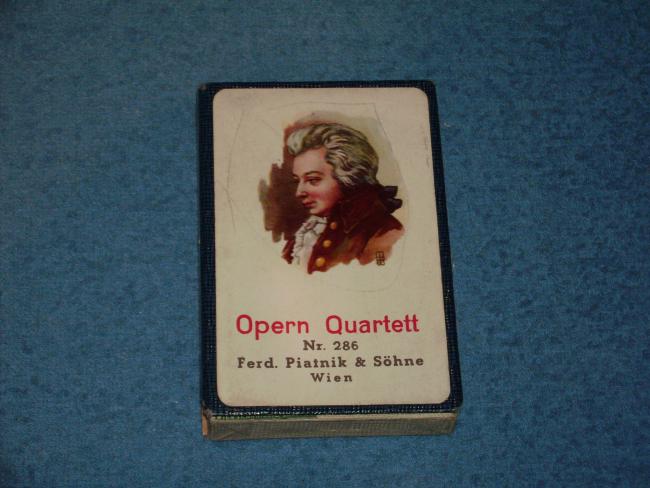 Opern Quartett
Nr. 286
Ferd. Piatnik & Söhne
Wien